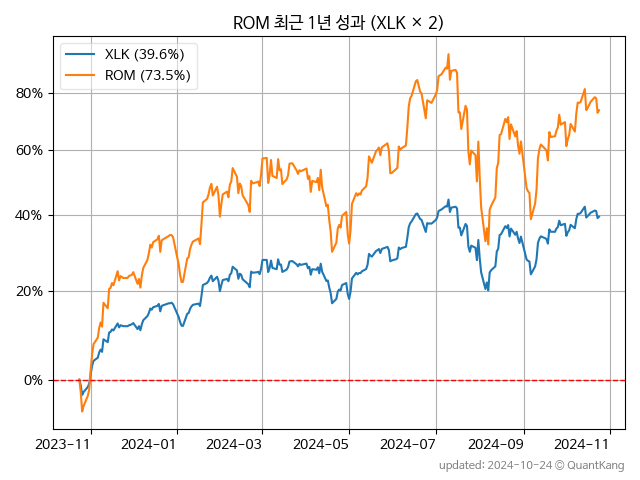 ROM 최근 1년 성과 (XLK × 2)
XLK (39.6%)
ROM (73.5%)
80%
60%
40%
20%
0%
2023-11 2024-01 2024-03 2024-05 2024-07 2024-09 2024-11
updated: 2024-10-24 © QuantKang